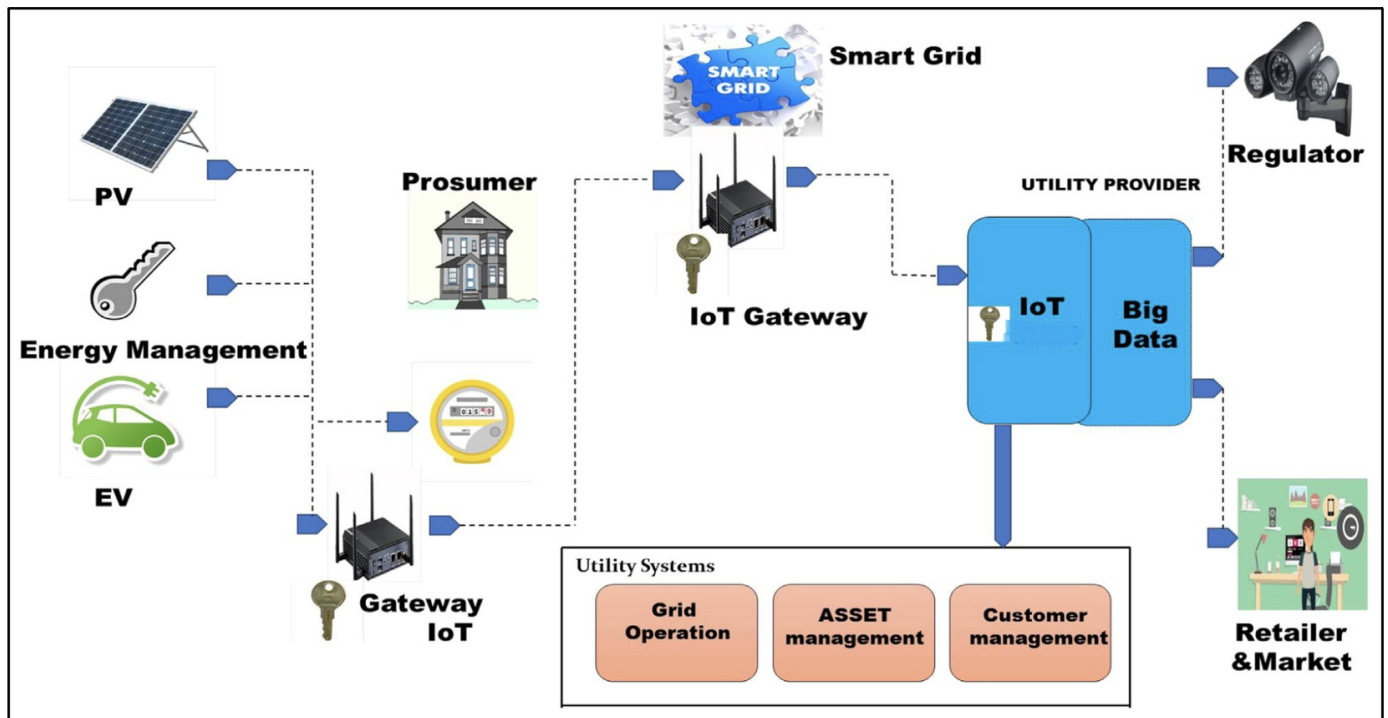 Smart Grid
SMART
GRID
PV
Prosumer
Regulator
UTILITY PROVIDER
Energy Management
IoT Gateway
IoT
Big
Data
EV
Gateway
IoT
Utility Systems
Grid
Operation
ASSET
management
Customer
management
Retailer
&Market